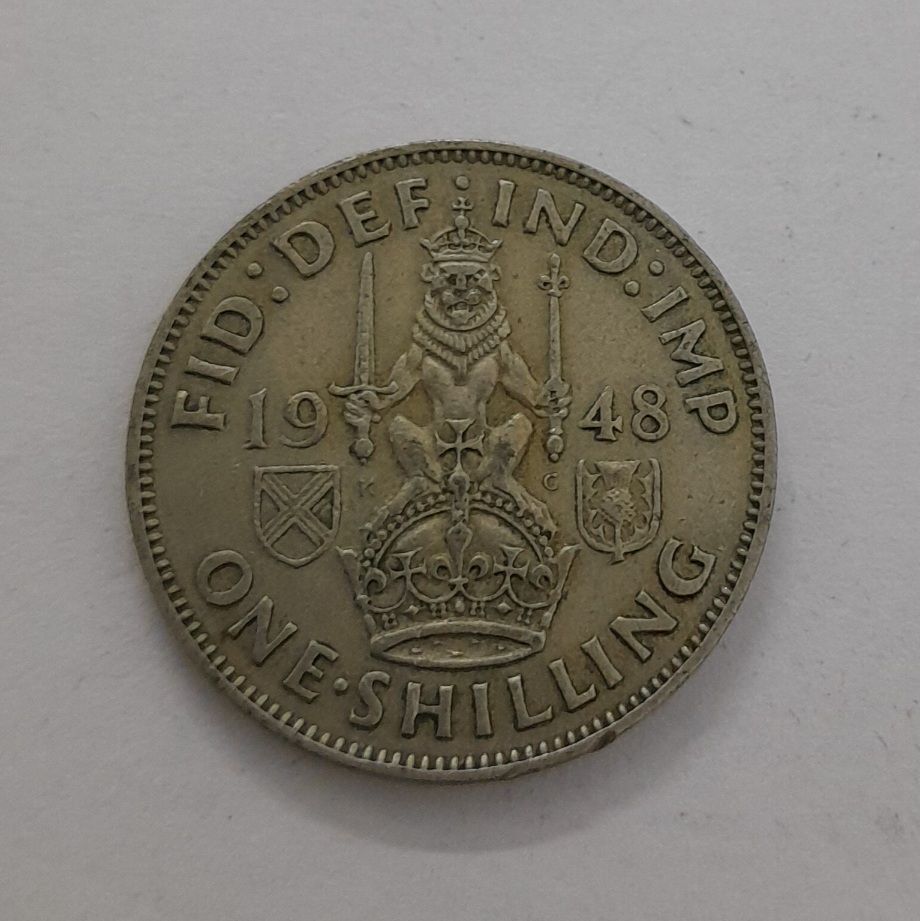 FID: DEF: IND: IMP
19 48
K C
ONE·SHILLING